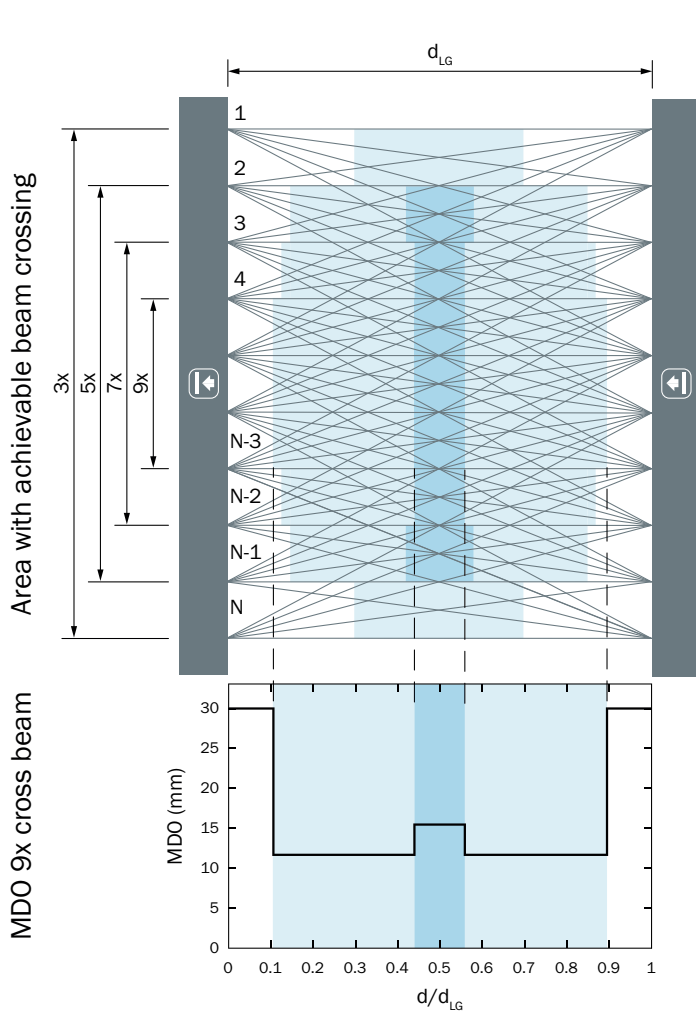 d_LG
Area with achievable beam crossing
3x
5x
7x
9x
1
2
3
4
N-3
N-2
N-1
N
MDO 9x cross beam
MDO (mm)
30
25
20
15
10
5
0
0 0.1 0.2 0.3 0.4 0.5 0.6 0.7 0.8 0.9 1
d/d_LG